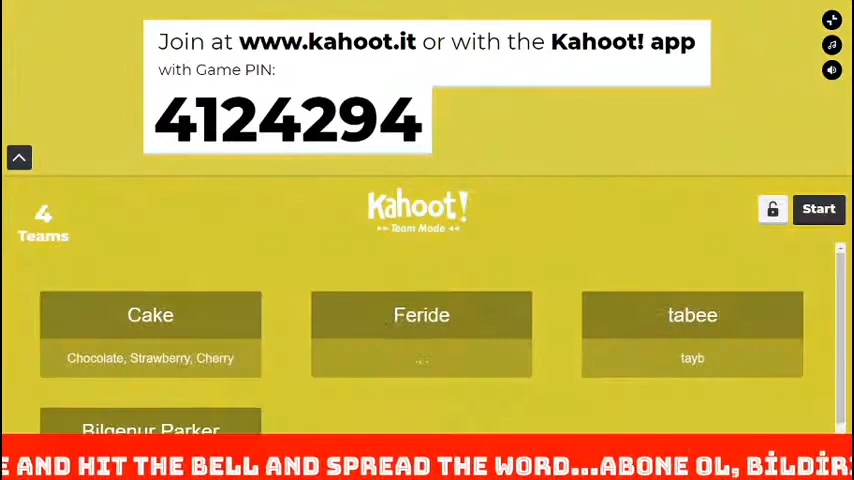 Join at www.kahoot.it or with the Kahoot! app
with Game PIN:
4124294
4
Teams
Kahoot!
Team Mode
Start
Cake
Feride
tabee
Chocolate, Strawberry, Cherry
., .
tayb
Bilgenur Parker
E AND HIT THE BELL AND SPREAD THE WORD...ABONE OL, BİLDİRİ